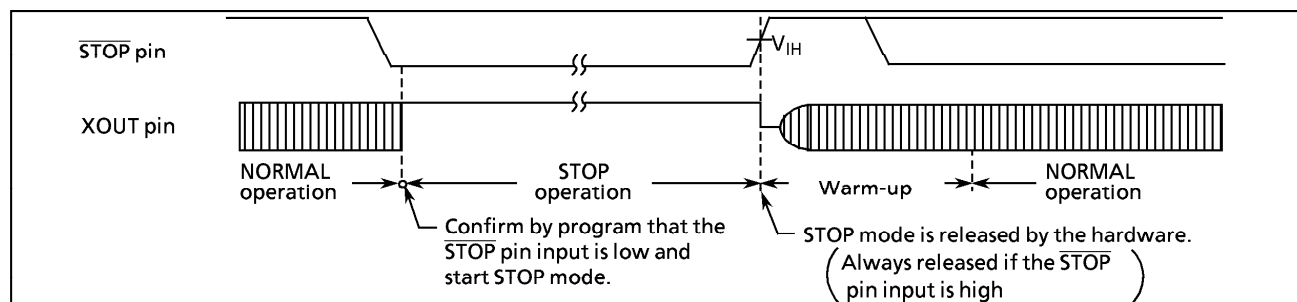 STOP pin
VIH
XOUT pin
NORMAL
operation
STOP
operation
Warm-up
NORMAL
operation
Confirm by program that the
STOP pin input is low and
start STOP mode.
STOP mode is released by the hardware.
(Always released if the STOP
pin input is high)